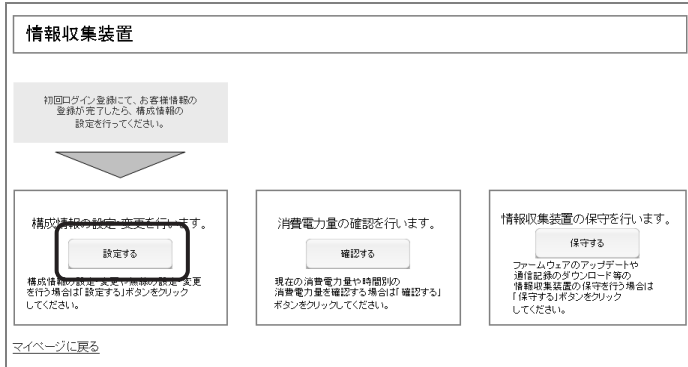 情報収集装置
初回ログイン登録にて、お客様情報の
登録が完了したら、構成情報の
設定を行ってください。
構成情報の設定・変更を行います。
設定する
構成情報の設定・変更や無線の設定・変更
を行う場合は「設定する」ボタンをクリック
してください。
消費電力量の確認を行います。
確認する
現在の消費電力量や時間別の
消費電力量を確認する場合は「確認する」
ボタンをクリックしてください。
情報収集装置の保守を行います。
保守する
ファームウェアのアップデートや
通信記録のダウンロード等の
情報収集装置の保守を行う場合は
「保守する」ボタンをクリック
してください。
マイページに戻る